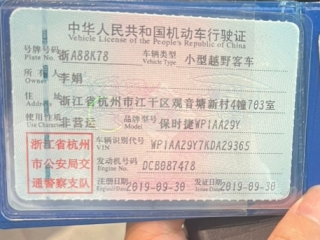 中华人民共和国机动车行驶证
Vehicle License of the People's Republic of China
号牌号码 浙A88K78 车辆类型 小型越野客车
Plate No. Vehicle Type
所有人 李娟
Owner
住址 浙江省杭州市江干区观音塘新村4幢703室
Address
使用性质 非营运 品牌型号 保时捷WP1AA29Y
Use Character Model
浙江省杭州
市公安局交
通警察支队
车辆识别代号 WP1AA29Y7KDA29365
VIN
发动机号码 DCB087478
Engine No.
注册日期 2019-09-30 发证日期 2019-09-30
Register Date Issue Date